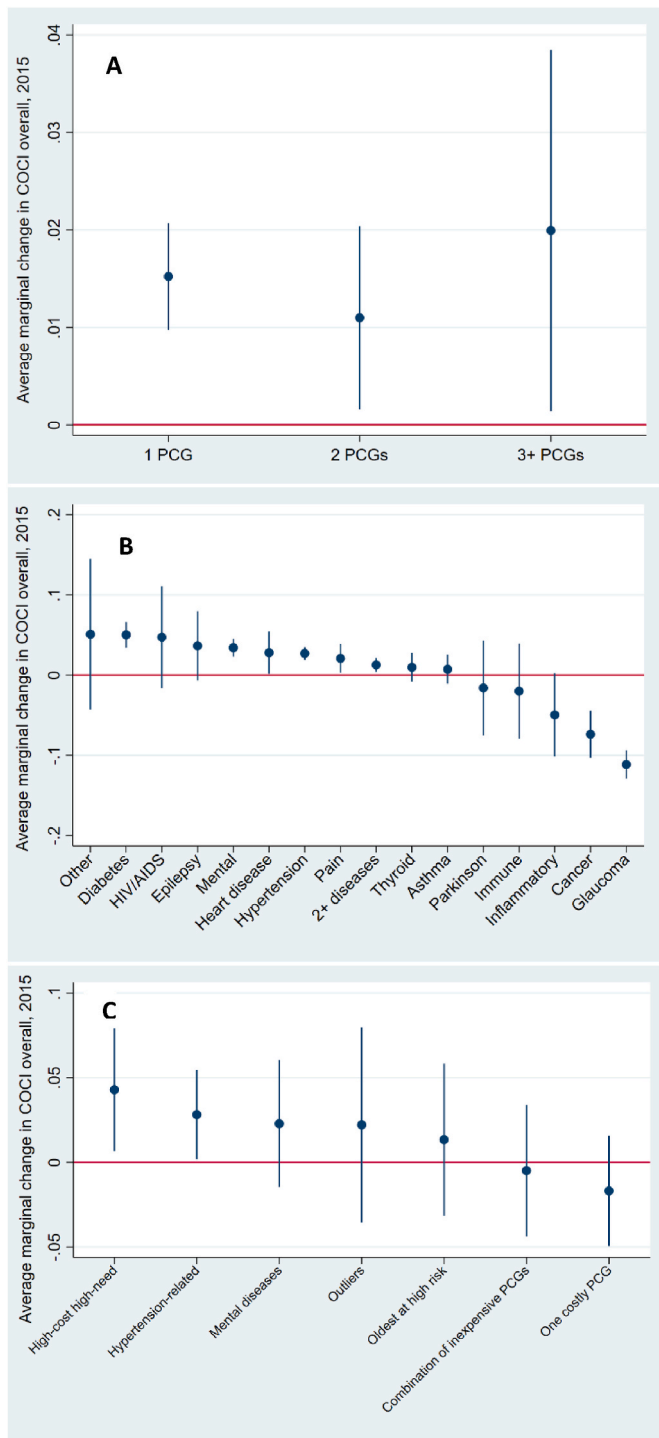 A
Average marginal change in COCI overall, 2015
.04
.03
.02
.01
0
1 PCG
2 PCGs
3+ PCGs
B
Average marginal change in COCI overall, 2015
.2
.1
0
-.1
-.2
Other
Diabetes
HIV/AIDS
Epilepsy
Mental
Heart disease
Hypertension
Pain
2+ diseases
Thyroid
Asthma
Parkinson
Immune
Inflammatory
Cancer
Glaucoma
C
Average marginal change in COCI overall, 2015
.1
.05
0
-.05
High-cost high-need
Hypertension-related
Mental diseases
Outliers
Oldest at high risk
Combination of inexpensive PCGs
One costly PCG